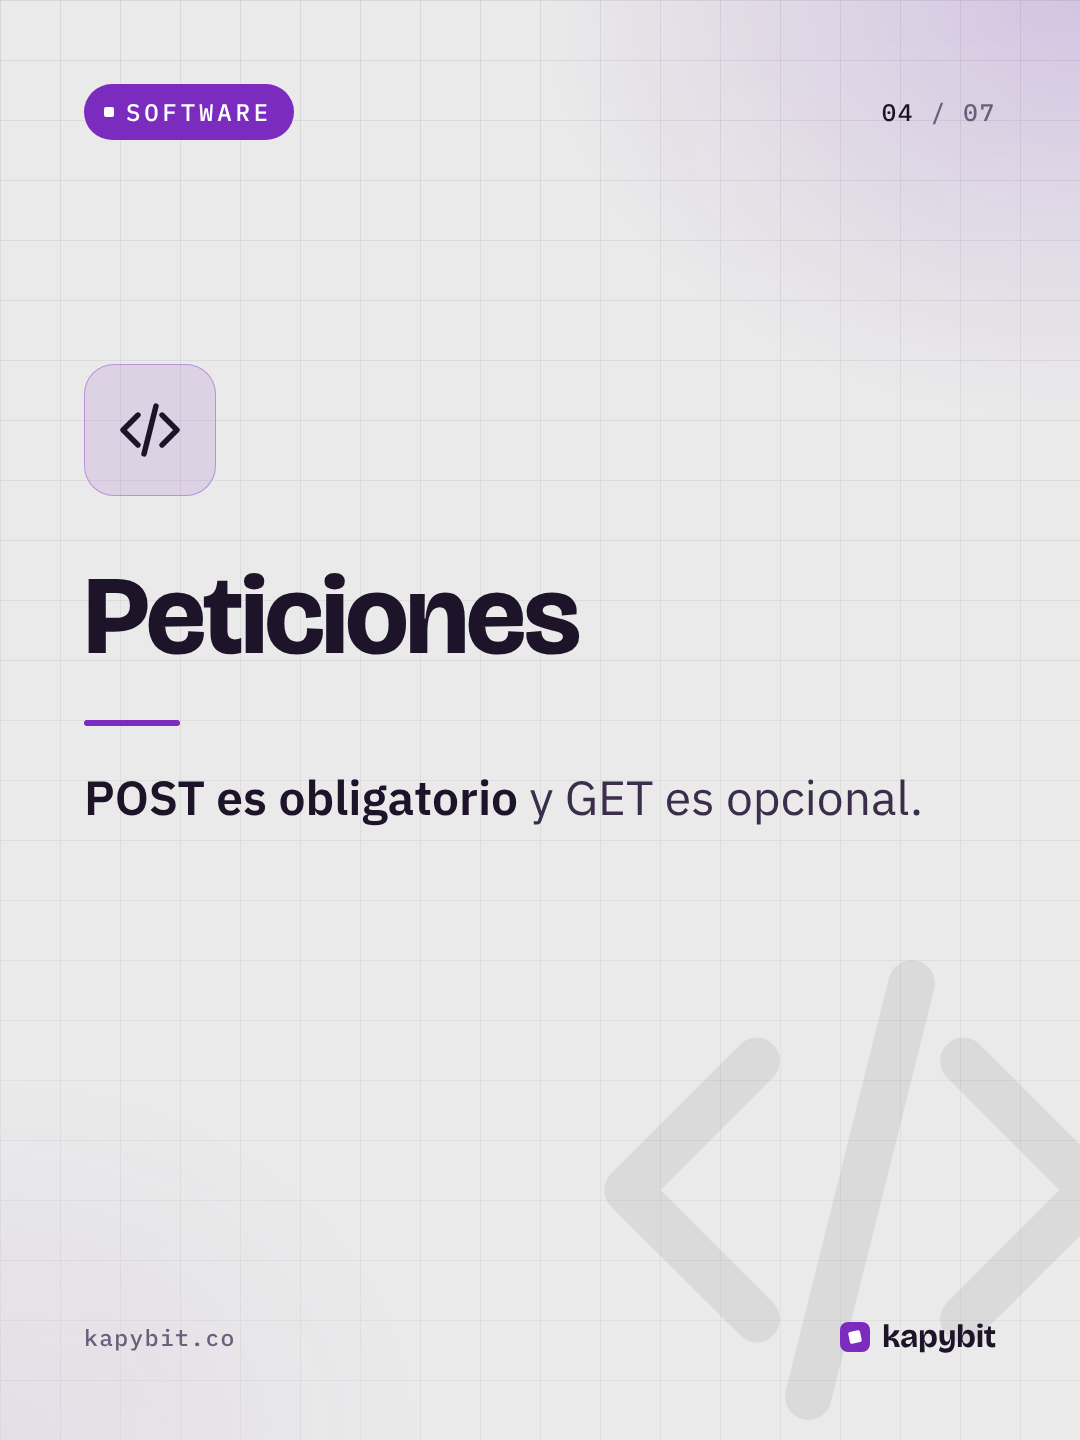 SOFTWARE
04 / 07
</>
Peticiones
POST es obligatorio y GET es opcional.
kapybit.co
kapybit